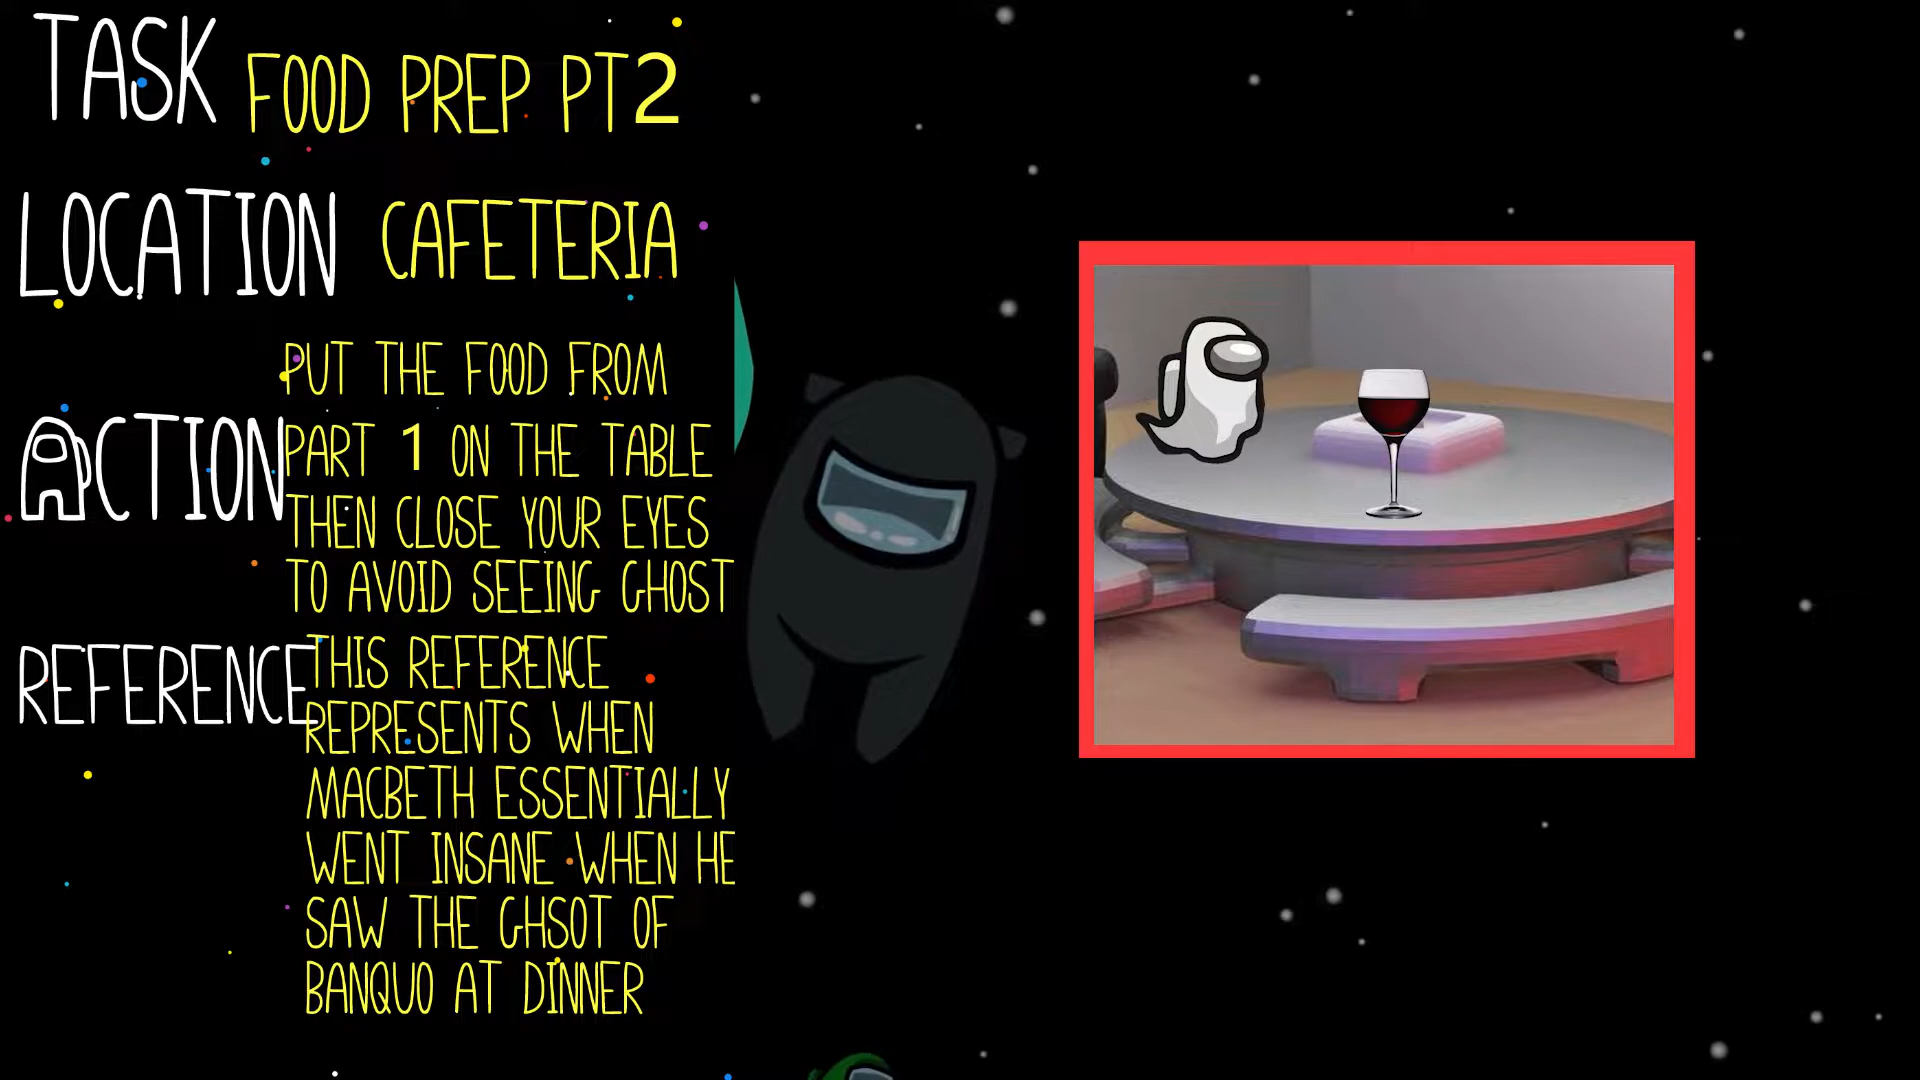 TASK FOOD PREP PT2
LOCATION CAFETERIA
ACTION
PUT THE FOOD FROM
PART 1 ON THE TABLE
THEN CLOSE YOUR EYES
TO AVOID SEEING GHOST
REFERENCE
THIS REFERENCE
REPRESENTS WHEN
MACBETH ESSENTIALLY
WENT INSANE WHEN HE
SAW THE GHSOT OF
BANQUO AT DINNER